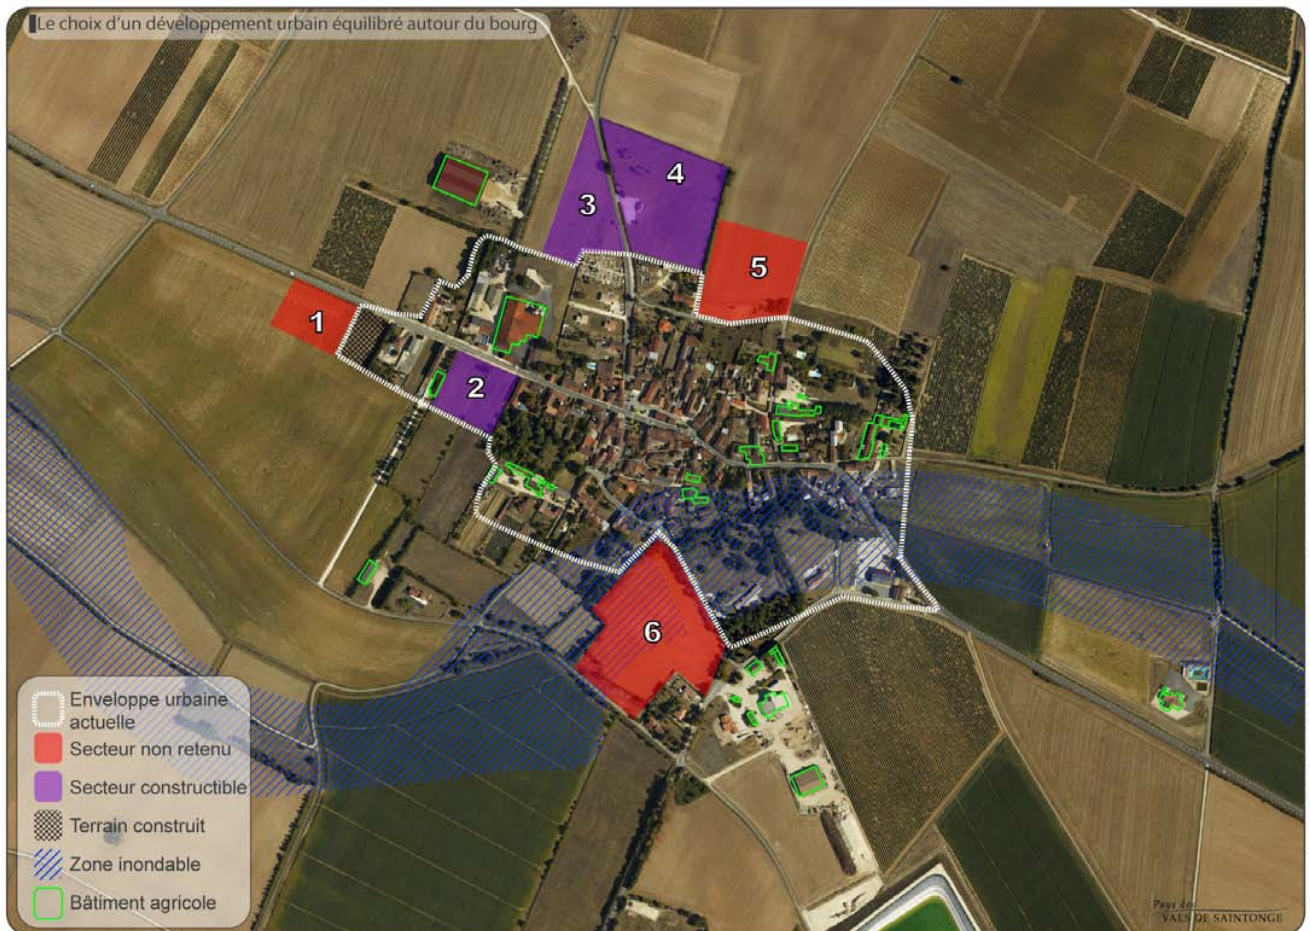 Le choix d'un développement urbain équilibré autour du bourg
4
3
5
1
2
6
Enveloppe urbaine
actuelle
Secteur non retenu
Secteur constructible
Terrain construit
Zone inondable
Bâtiment agricole
Pays des
VALS DE SAINTONGE